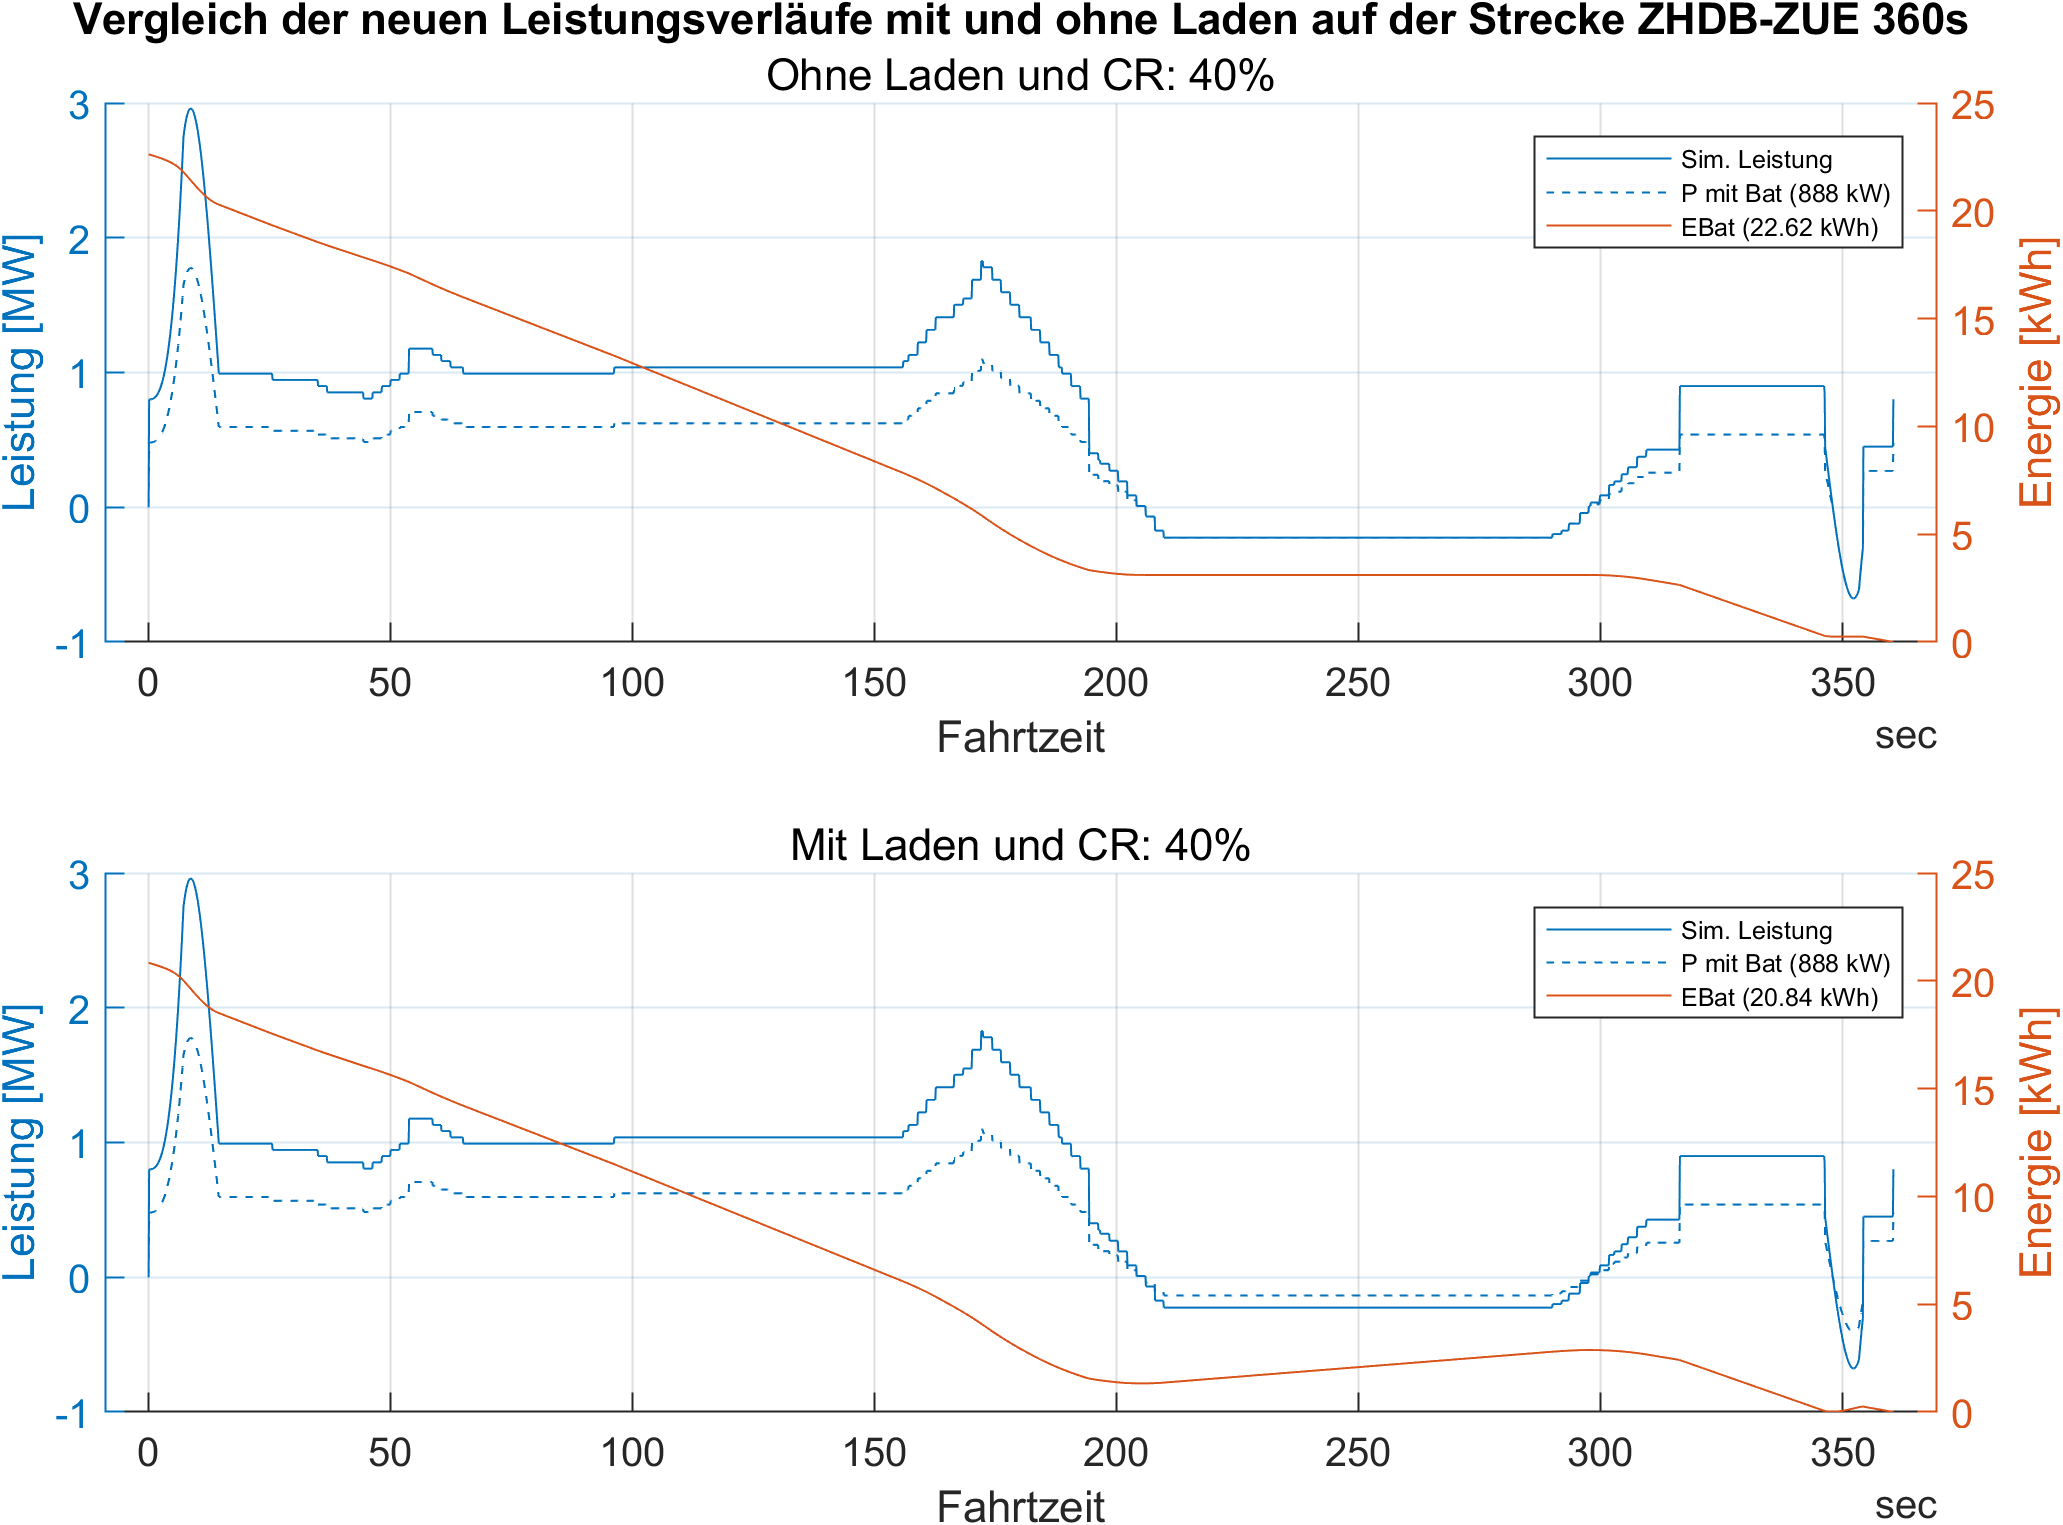 Vergleich der neuen Leistungsverläufe mit und ohne Laden auf der Strecke ZHDB-ZUE 360s
Ohne Laden und CR: 40%
3
2
1
0
-1
Leistung [MW]
25
20
15
10
5
0
Energie [kWh]
Sim. Leistung
P mit Bat (888 kW)
EBat (22.62 kWh)
0 50 100 150 200 250 300 350
Fahrtzeit
sec
Mit Laden und CR: 40%
3
2
1
0
-1
Leistung [MW]
25
20
15
10
5
0
Energie [kWh]
Sim. Leistung
P mit Bat (888 kW)
EBat (20.84 kWh)
0 50 100 150 200 250 300 350
Fahrtzeit
sec